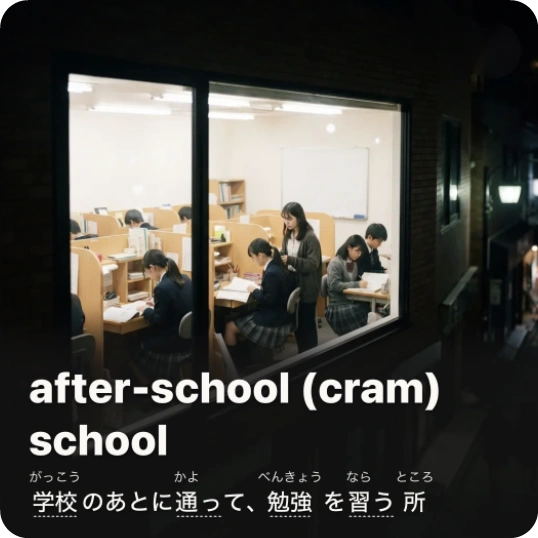 after-school (cram)
school
がっこう かよ べんきょう なら ところ
学校のあとに通って、勉強を習う所